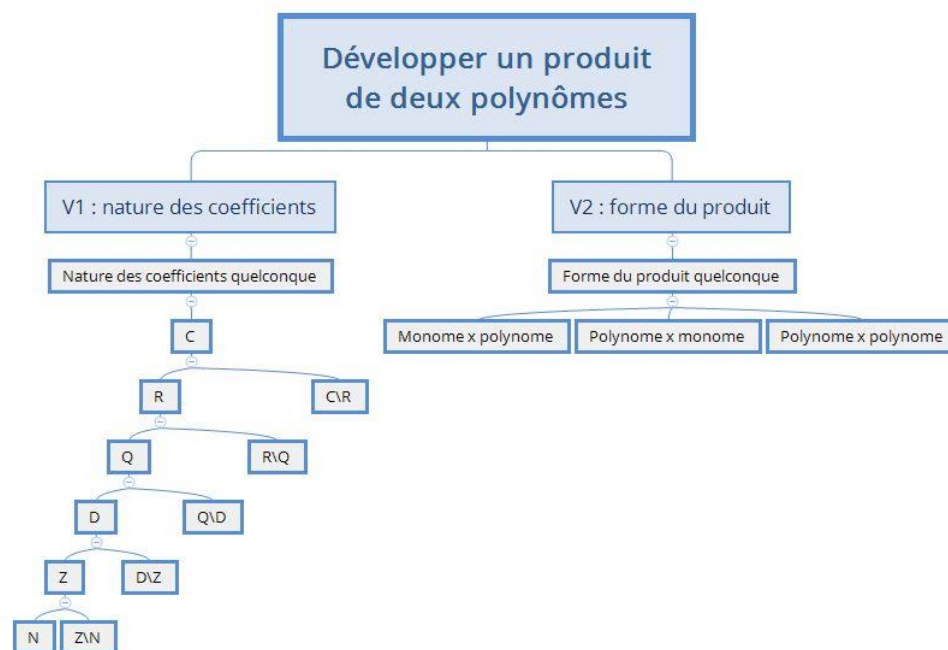 Développer un produit
de deux polynômes
V1 : nature des coefficients
V2 : forme du produit
Nature des coefficients quelconque
Forme du produit quelconque
C
Monome x polynome
Polynome x monome
Polynome x polynome
R
C\R
Q
R\Q
D
Q\D
Z
D\Z
N
Z\N